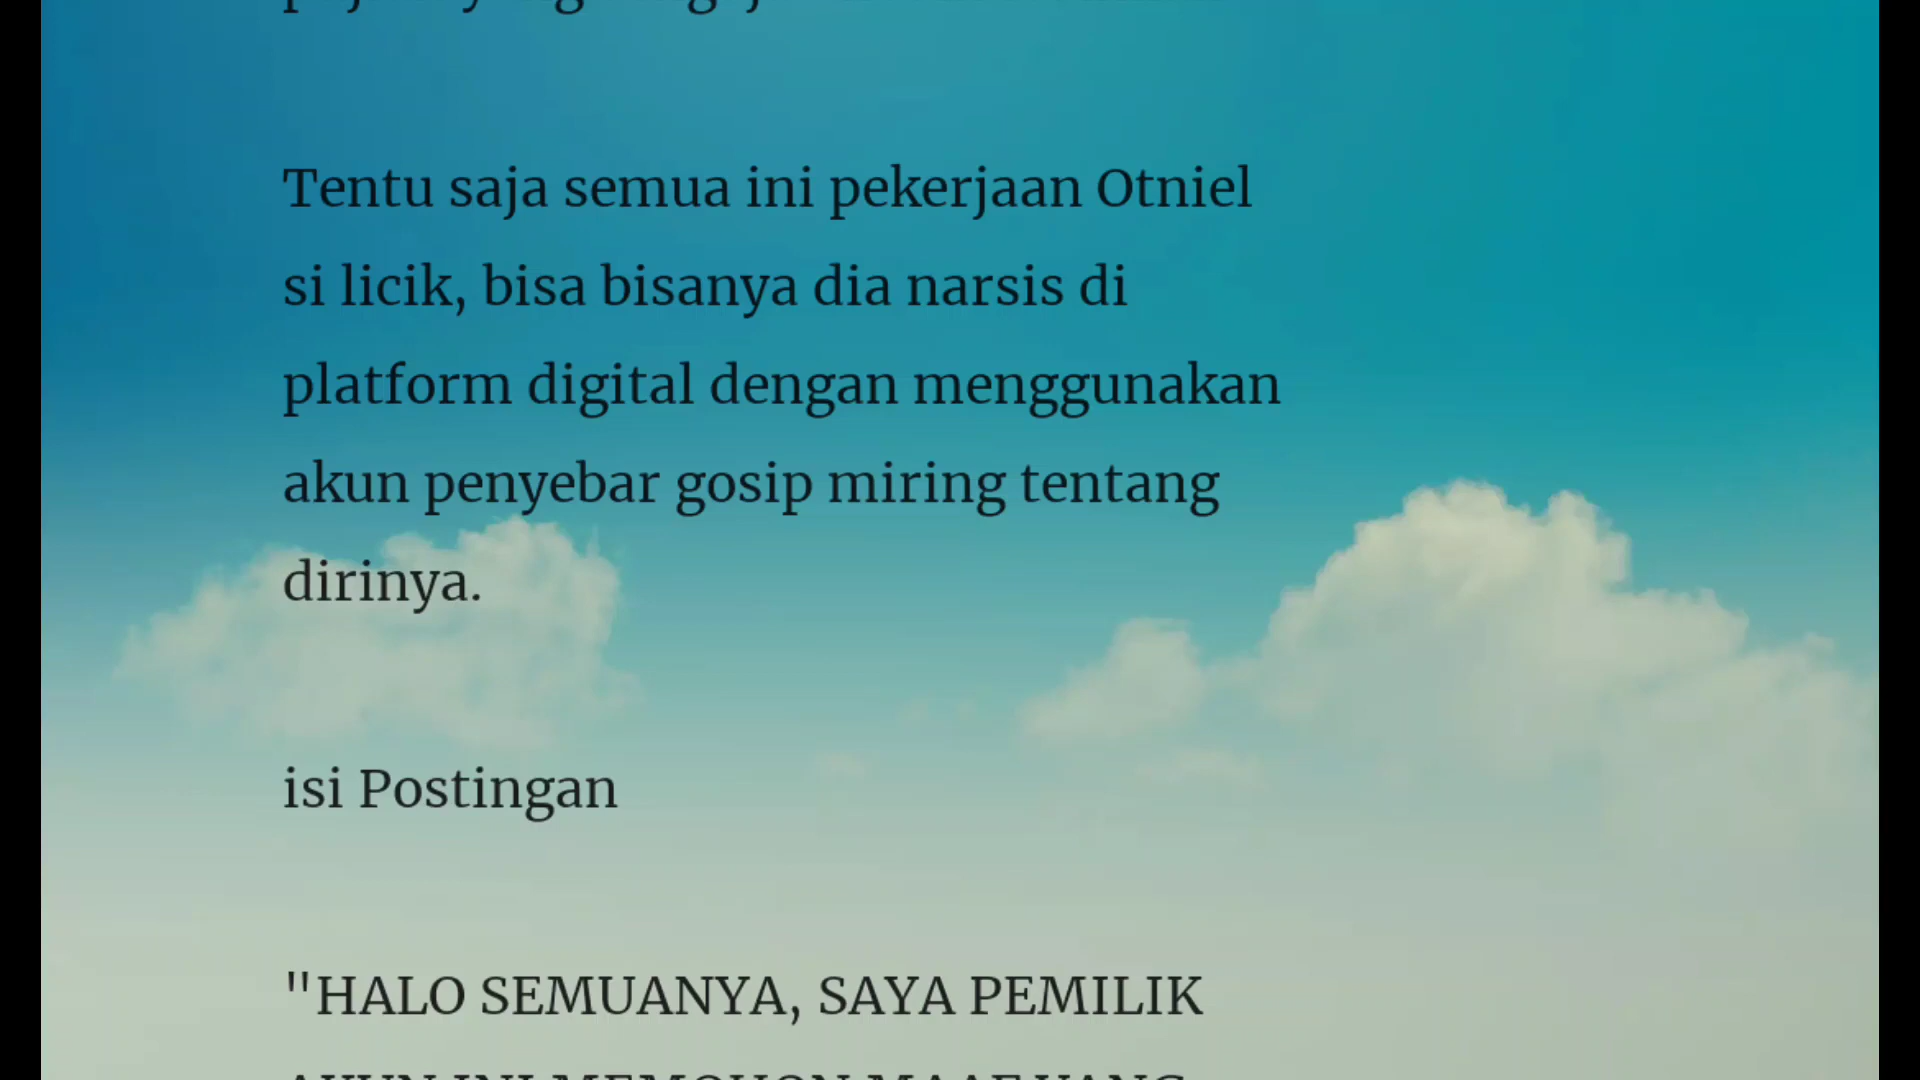 Tentu saja semua ini pekerjaan Otniel
si licik, bisa bisanya dia narsis di
platform digital dengan menggunakan
akun penyebar gosip miring tentang
dirinya.
isi Postingan
"HALO SEMUANYA, SAYA PEMILIK